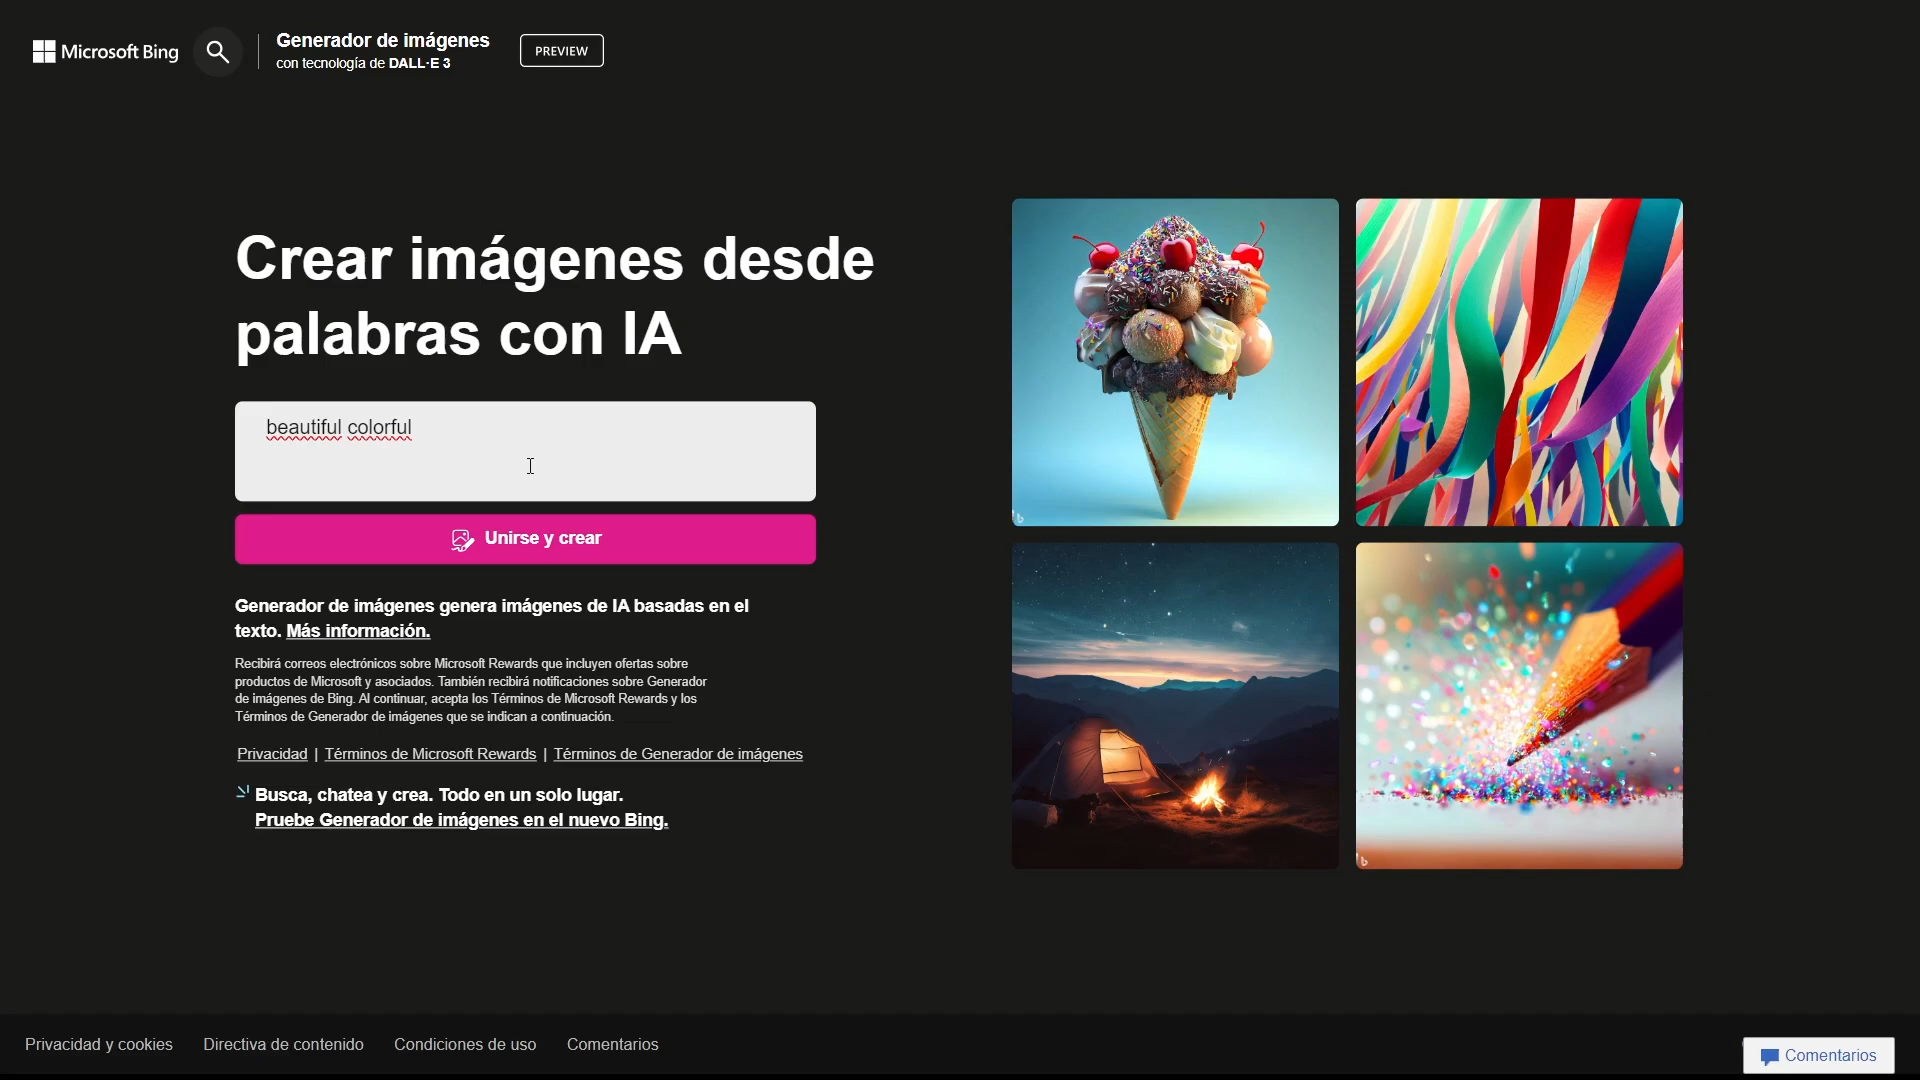 Microsoft Bing
Generador de imágenes
con tecnología de DALL·E 3
PREVIEW
Crear imágenes desde
palabras con IA
beautiful colorful
Unirse y crear
Generador de imágenes genera imágenes de IA basadas en el
texto. Más información.
Recibirá correos electrónicos sobre Microsoft Rewards que incluyen ofertas sobre
productos de Microsoft y asociados. También recibirá notificaciones sobre Generador
de imágenes de Bing. Al continuar, acepta los Términos de Microsoft Rewards y los
Términos de Generador de imágenes que se indican a continuación.
Privacidad | Términos de Microsoft Rewards | Términos de Generador de imágenes
Busca, chatea y crea. Todo en un solo lugar.
Pruebe Generador de imágenes en el nuevo Bing.
Privacidad y cookies Directiva de contenido Condiciones de uso Comentarios
Comentarios